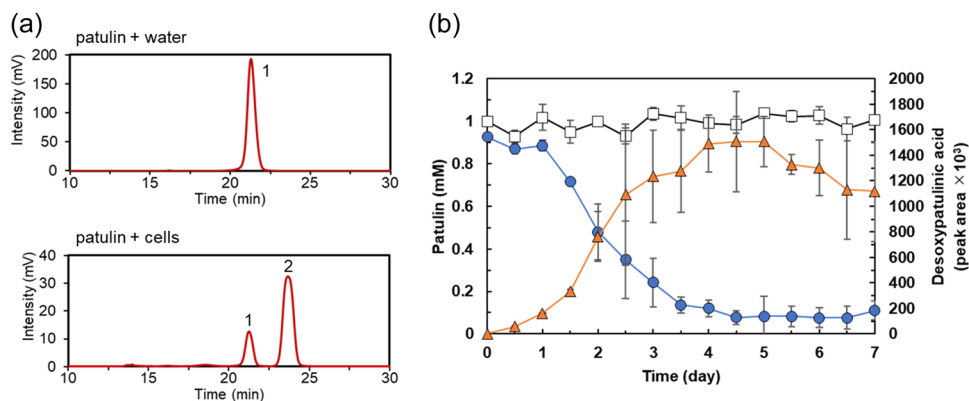 (a)
patulin + water
Intensity (mV)
200
150
100
50
0
1
10 15 20 25 30
Time (min)
patulin + cells
Intensity (mV)
40
30
20
10
0
1
2
10 15 20 25 30
Time (min)
(b)
Patulin (mM)
1.2
1
0.8
0.6
0.4
0.2
0
0 1 2 3 4 5 6 7
Time (day)
2000
1800
1600
1400
1200
1000
800
600
400
200
0
Desoxypatulinic acid
(peak area × 10³)